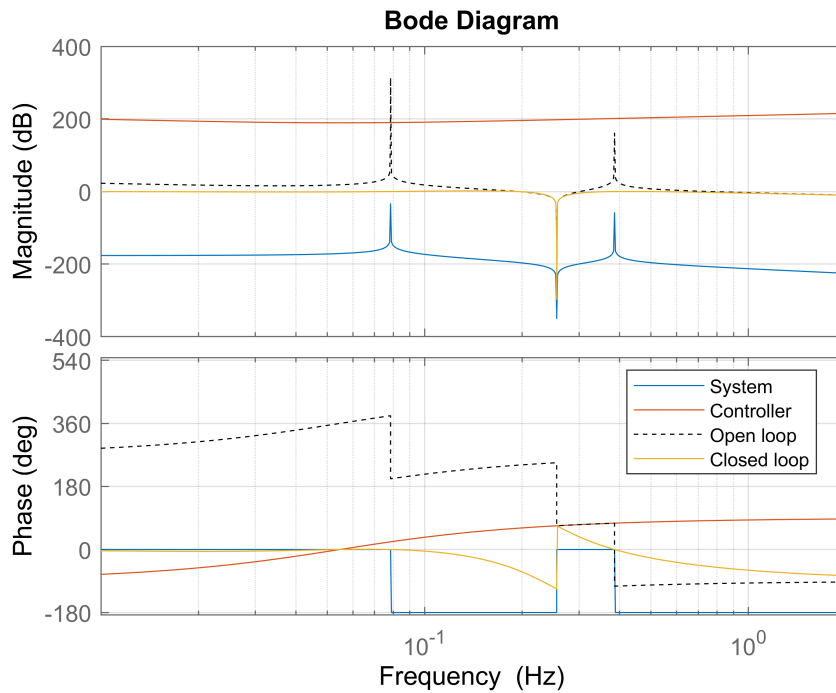 Bode Diagram
400
200
0
-200
-400
Magnitude (dB)
540
360
180
0
-180
Phase (deg)
System
Controller
Open loop
Closed loop
10^-1
10^0
Frequency (Hz)